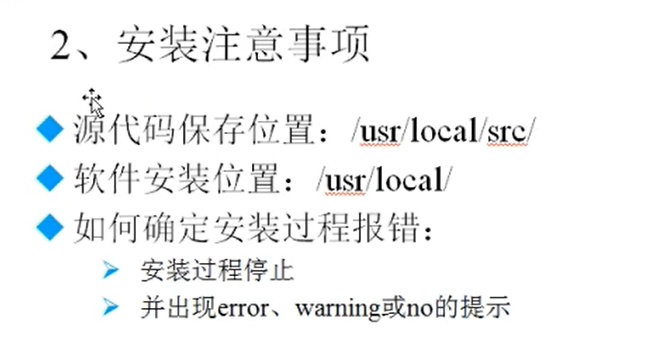 2、安装注意事项
源代码保存位置：/usr/local/src/
软件安装位置：/usr/local/
如何确定安装过程报错：
安装过程停止
并出现error、warning或no的提示